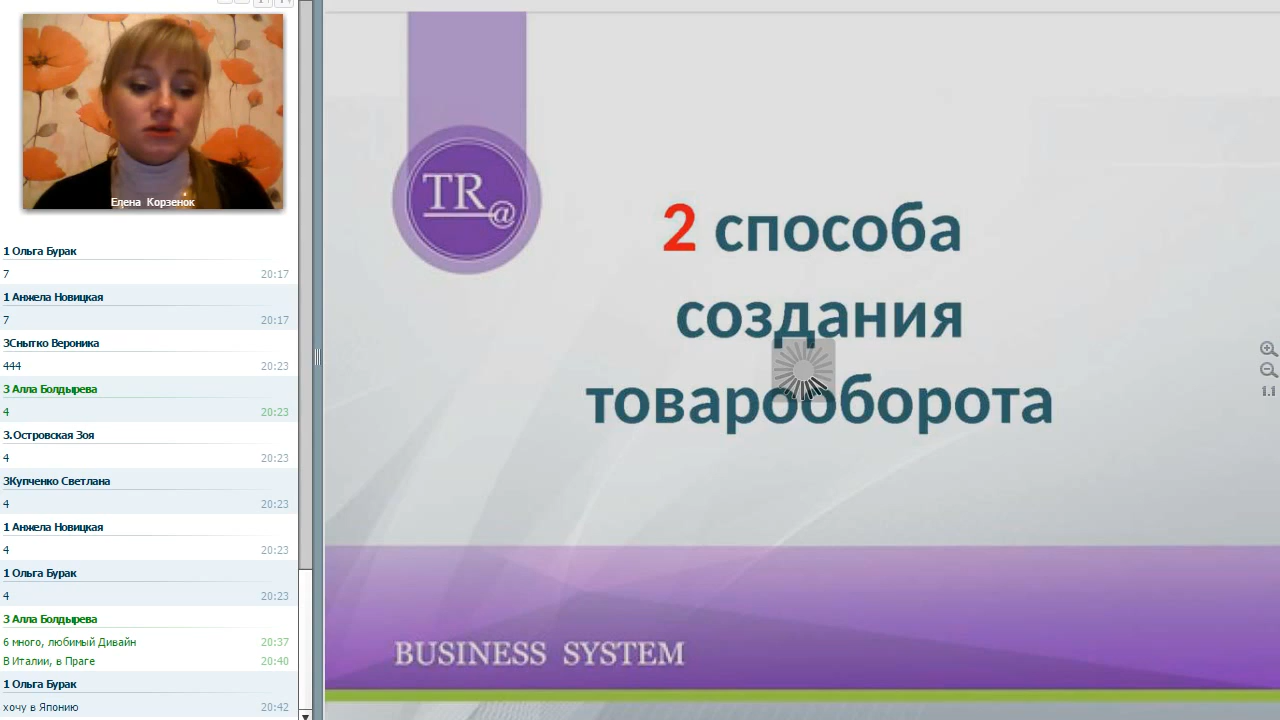 Елена Корзенок
1 Ольга Бурак
7 20:17
1 Анжела Новицкая
7 20:17
3Снытко Вероника
444 20:23
3 Алла Болдырева
4 20:23
3.Островская Зоя
4 20:23
3Купченко Светлана
4 20:23
1 Анжела Новицкая
4 20:23
1 Ольга Бурак
4 20:23
3 Алла Болдырева
6 много, любимый Дивайн 20:37
В Италии, в Праге 20:40
1 Ольга Бурак
хочу в Японию 20:42
TR@
2 способа
создания
товарооборота
BUSINESS SYSTEM
1.1